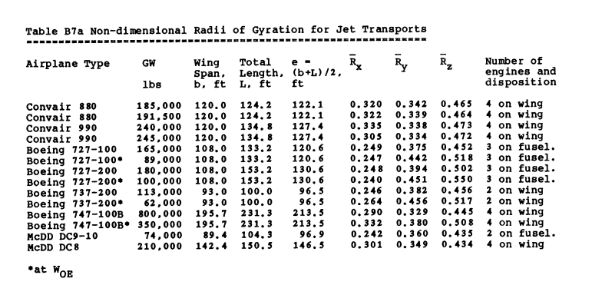 Table B7a Non-dimensional Radii of Gyration for Jet Transports
Airplane Type GW Wing Total e = R̄x R̄y R̄z Number of
Span, Length, (b+L)/2, engines and
lbs b, ft L, ft ft disposition
Convair 880 185,000 120.0 124.2 122.1 0.320 0.342 0.465 4 on wing
Convair 880 191,500 120.0 124.2 122.1 0.322 0.339 0.464 4 on wing
Convair 990 240,000 120.0 134.8 127.4 0.335 0.338 0.473 4 on wing
Convair 990 245,000 120.0 134.8 127.4 0.305 0.334 0.472 4 on wing
Boeing 727-100 165,000 108.0 133.2 120.6 0.249 0.375 0.452 3 on fusel.
Boeing 727-100* 89,000 108.0 133.2 120.6 0.247 0.442 0.518 3 on fusel.
Boeing 727-200 180,000 108.0 153.2 130.6 0.248 0.394 0.502 3 on fusel.
Boeing 727-200* 100,000 108.0 153.2 130.6 0.240 0.451 0.550 3 on fusel.
Boeing 737-200 113,000 93.0 100.0 96.5 0.246 0.382 0.456 2 on wing
Boeing 737-200* 62,000 93.0 100.0 96.5 0.264 0.456 0.517 2 on wing
Boeing 747-100B 800,000 195.7 231.3 213.5 0.290 0.329 0.445 4 on wing
Boeing 747-100B* 350,000 195.7 231.3 213.5 0.332 0.380 0.508 4 on wing
McDD DC9-10 74,000 89.4 104.3 96.9 0.242 0.360 0.435 2 on fusel.
McDD DC8 210,000 142.4 150.5 146.5 0.301 0.349 0.434 4 on wing
*at WOE